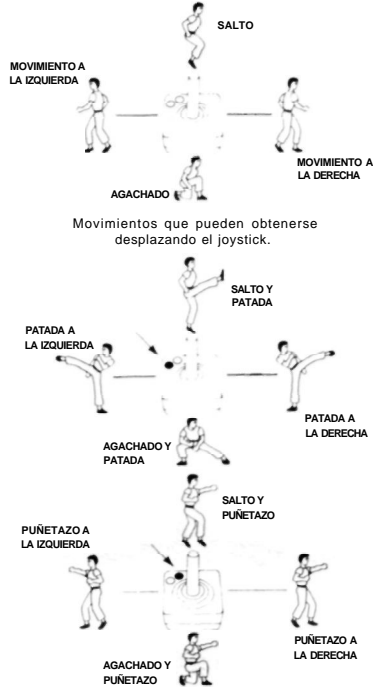 SALTO
MOVIMIENTO A
LA IZQUIERDA
MOVIMIENTO A
LA DERECHA
AGACHADO
Movimientos que pueden obtenerse
desplazando el joystick.
SALTO Y
PATADA
PATADA A
LA IZQUIERDA
PATADA A
LA DERECHA
AGACHADO Y
PATADA
SALTO Y
PUÑETAZO
PUÑETAZO A
LA IZQUIERDA
PUÑETAZO A
LA DERECHA
AGACHADO Y
PUÑETAZO